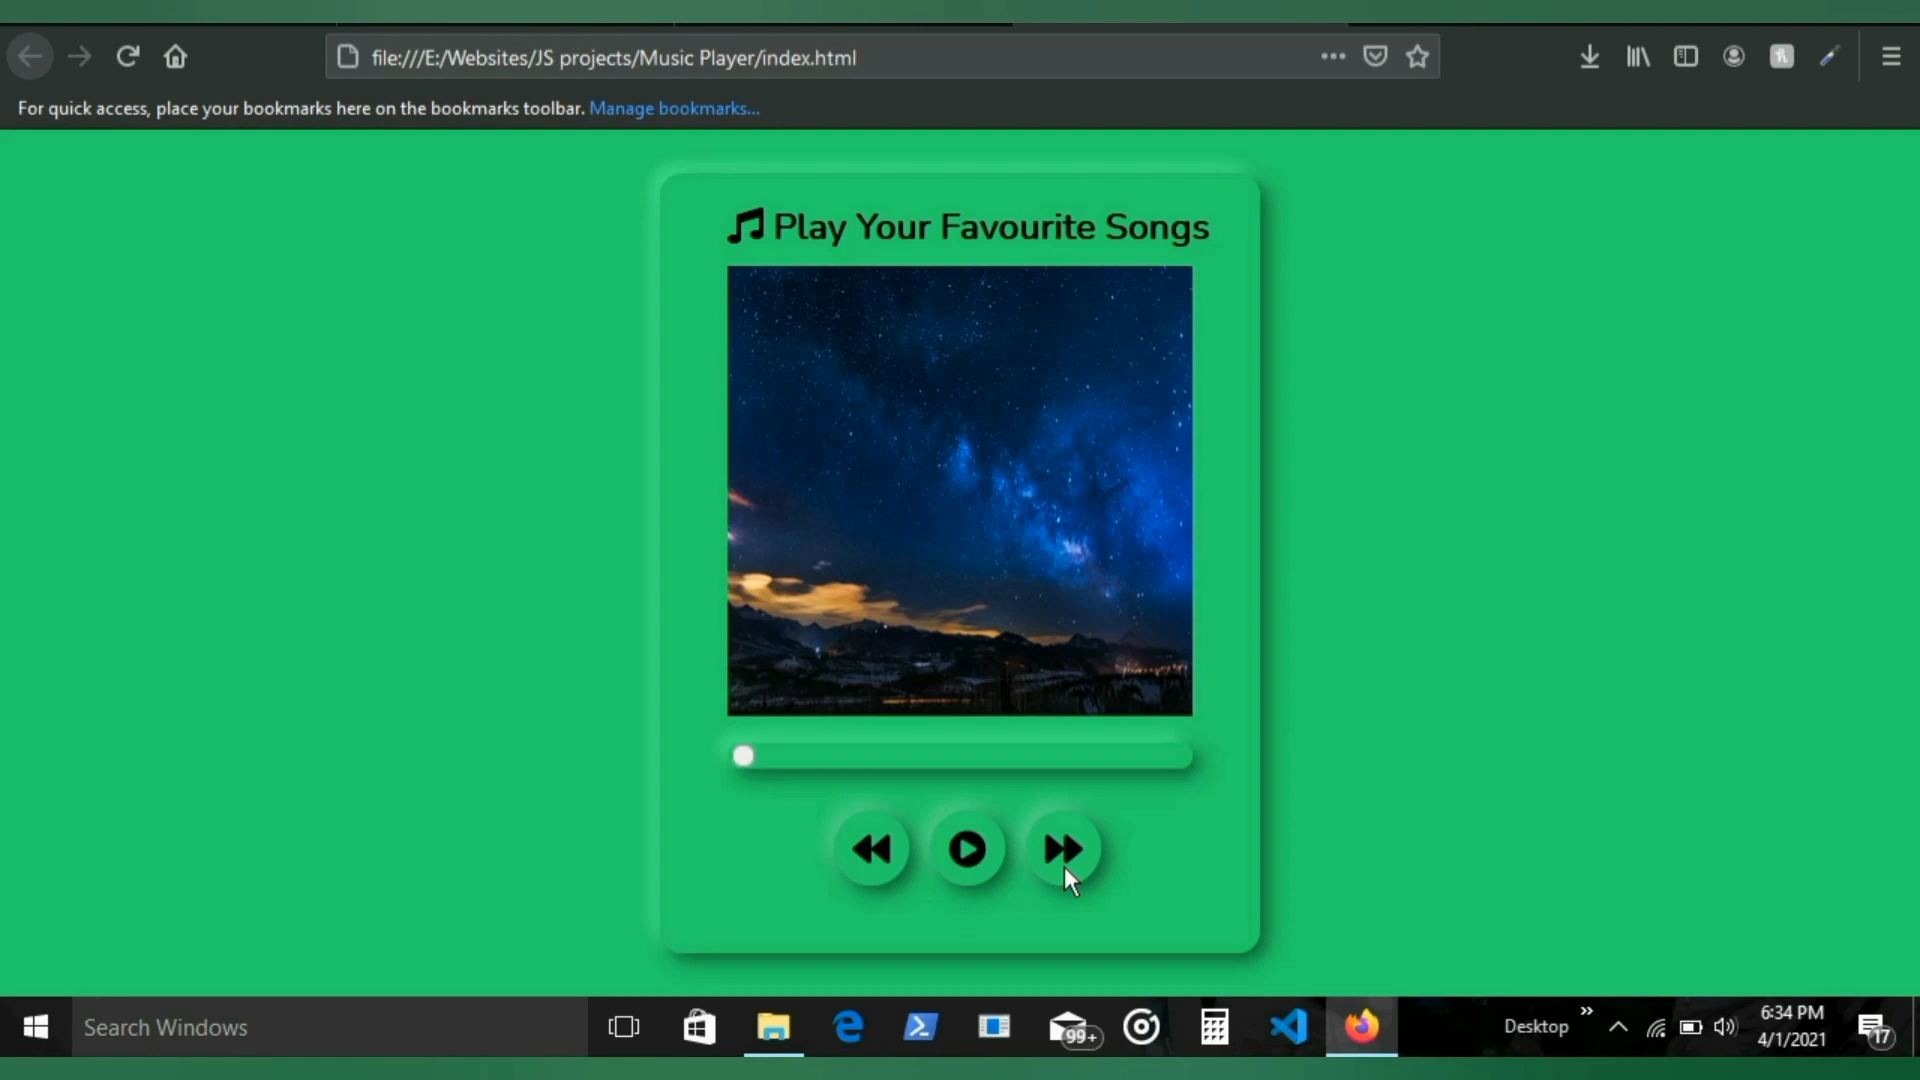 file:///E:/Websites/JS projects/Music Player/index.html
For quick access, place your bookmarks here on the bookmarks toolbar. Manage bookmarks...
Play Your Favourite Songs
Search Windows
99+
Desktop
6:34 PM
4/1/2021
17